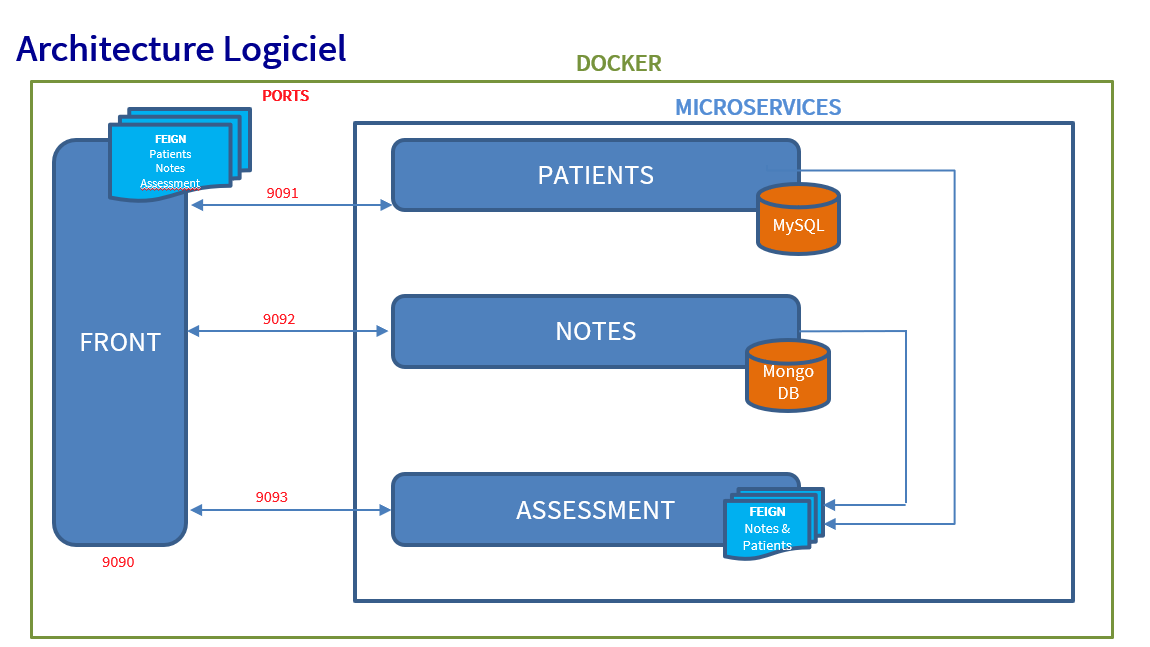 Architecture Logiciel
DOCKER
PORTS
MICROSERVICES
FEIGN
Patients
Notes
Assessment
PATIENTS
9091
MySQL
9092
NOTES
FRONT
Mongo
DB
9093
ASSESSMENT
FEIGN
Notes &
Patients
9090